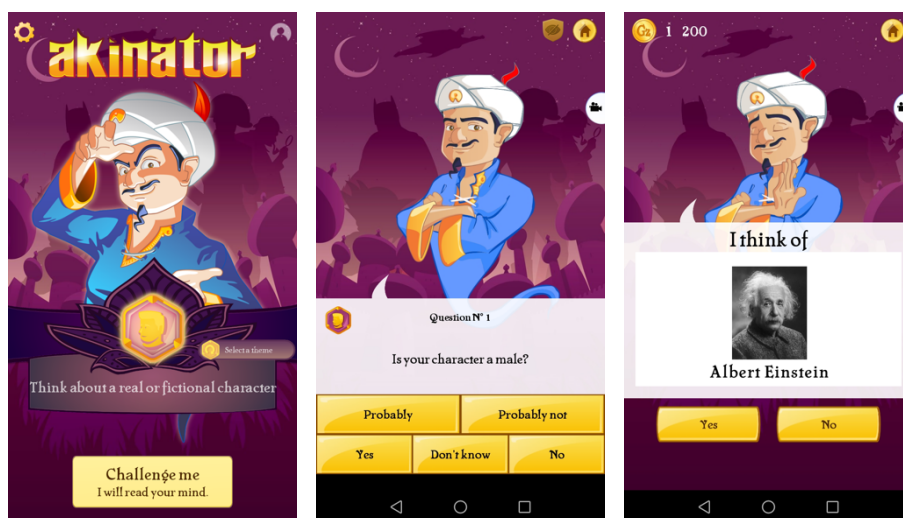 akinator
Select a theme
Think about a real or fictional character
Challenge me
I will read your mind.
Question N° 1
Is your character a male?
Probably
Probably not
Yes
Don't know
No
Gz 1 200
I think of
Albert Einstein
Yes
No